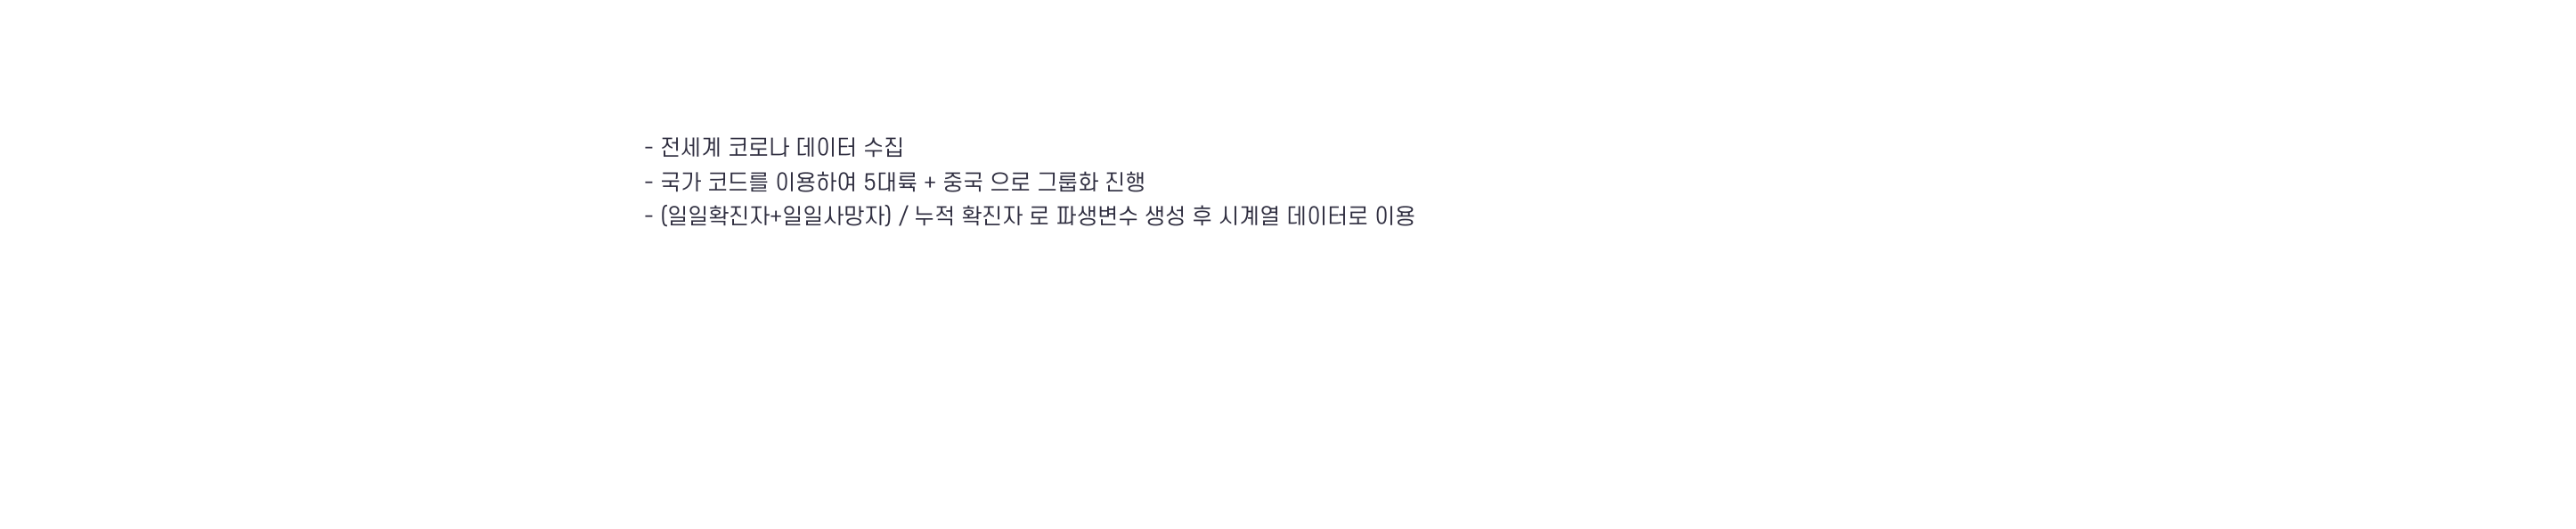 - 전세계 코로나 데이터 수집
- 국가 코드를 이용하여 5대륙 + 중국 으로 그룹화 진행
- (일일확진자+일일사망자) / 누적 확진자 로 파생변수 생성 후 시계열 데이터로 이용